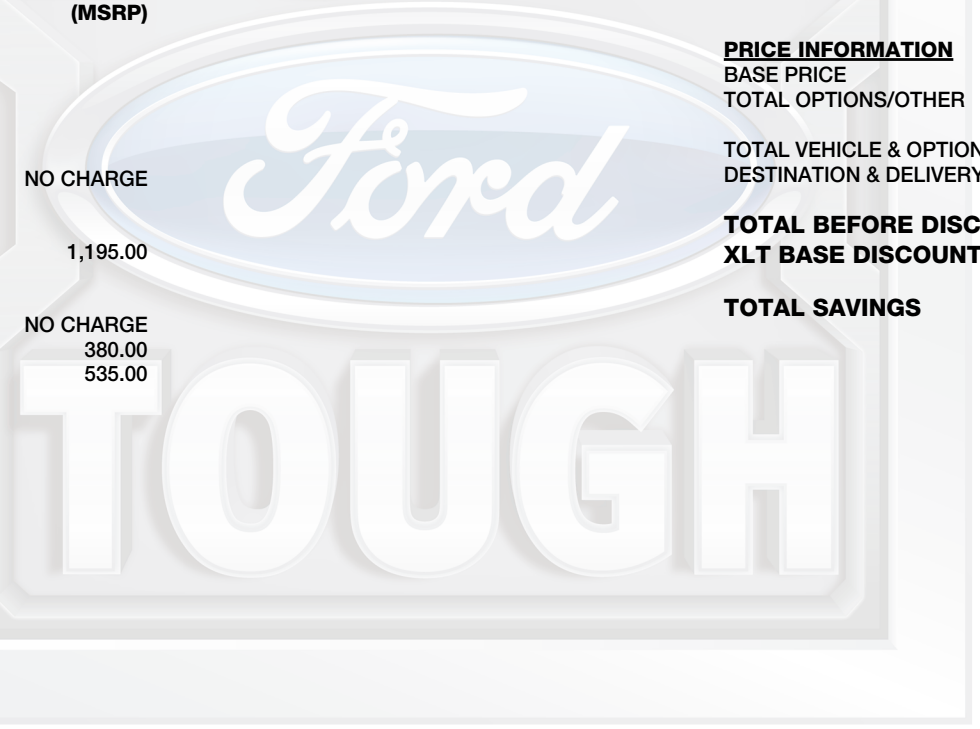 (MSRP)
NO CHARGE
1,195.00
NO CHARGE
380.00
535.00
PRICE INFORMATION
BASE PRICE
TOTAL OPTIONS/OTHER
TOTAL VEHICLE & OPTION
DESTINATION & DELIVERY
TOTAL BEFORE DISC
XLT BASE DISCOUNT
TOTAL SAVINGS
Ford
TOUGH